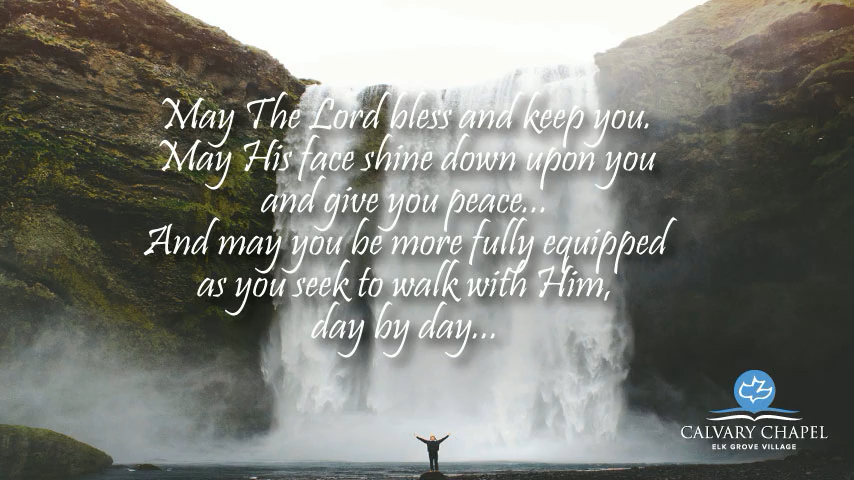 May The Lord bless and keep you.
May His face shine down upon you
and give you peace...
And may you be more fully equipped
as you seek to walk with Him,
day by day...
CALVARY CHAPEL
ELK GROVE VILLAGE